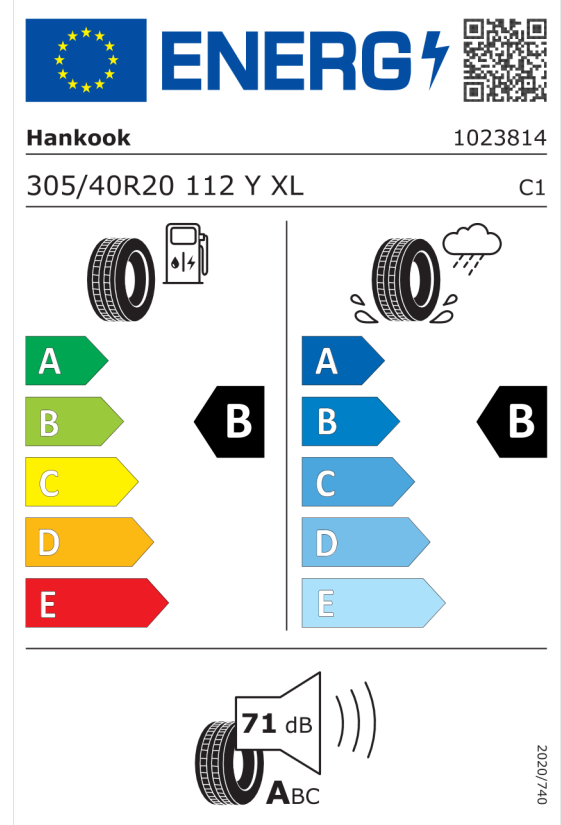 ENERG
Hankook 1023814
305/40R20 112 Y XL C1
A A
B B B B
C C
D D
E E
71 dB
ABC
2020/740